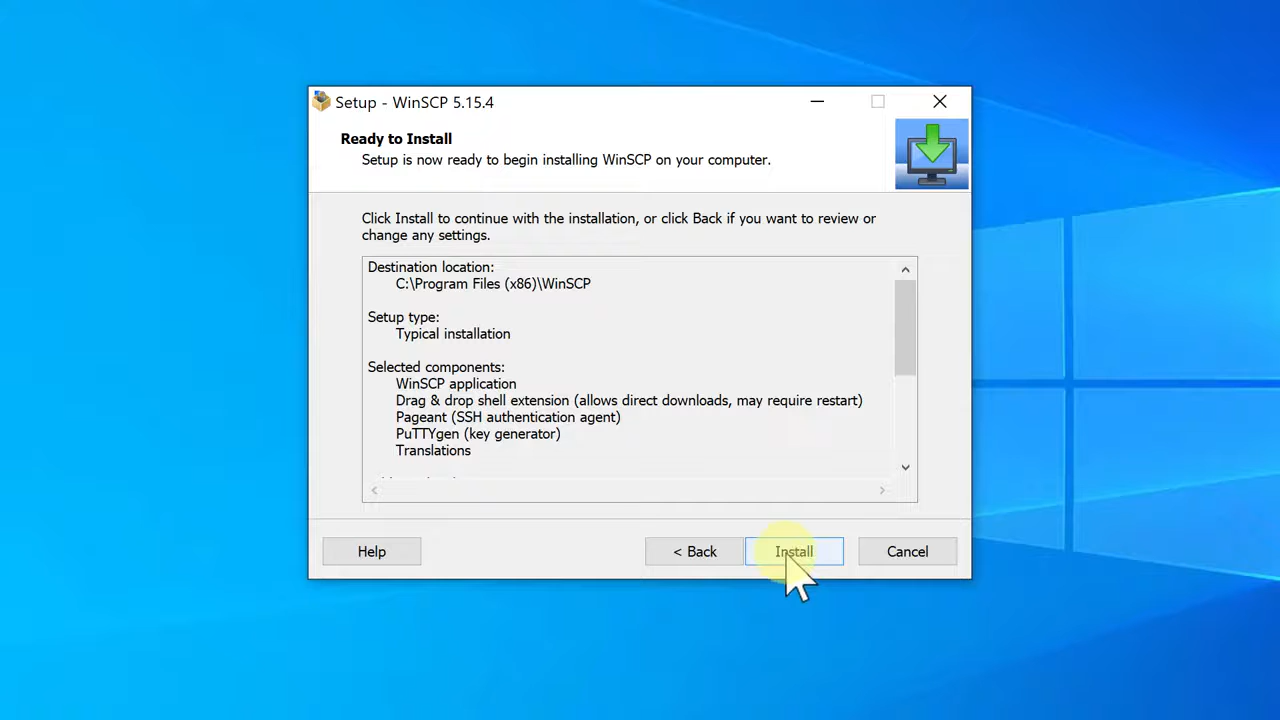 Setup - WinSCP 5.15.4
Ready to Install
Setup is now ready to begin installing WinSCP on your computer.
Click Install to continue with the installation, or click Back if you want to review or
change any settings.
Destination location:
C:\Program Files (x86)\WinSCP
Setup type:
Typical installation
Selected components:
WinSCP application
Drag & drop shell extension (allows direct downloads, may require restart)
Pageant (SSH authentication agent)
PuTTYgen (key generator)
Translations
Help
< Back
Install
Cancel